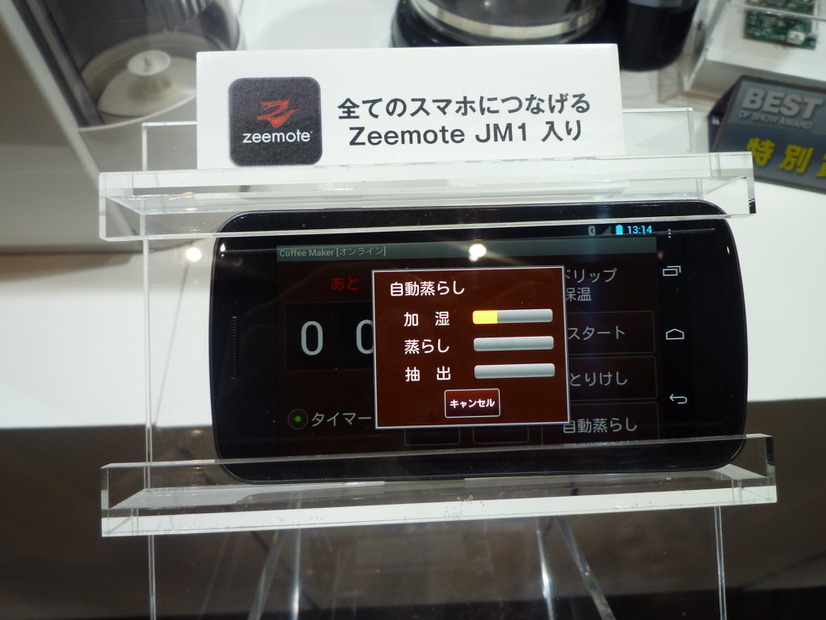 zeemote
全てのスマホにつなげる
Zeemote JM1 入り
BEST
OF SHOW AWARD
特別
13:14
Coffee Maker [オンライン]
あと
0 0
タイマー
自動蒸らし
加 湿
蒸らし
抽 出
キャンセル
ドリップ
保温
スタート
とりけし
自動蒸らし